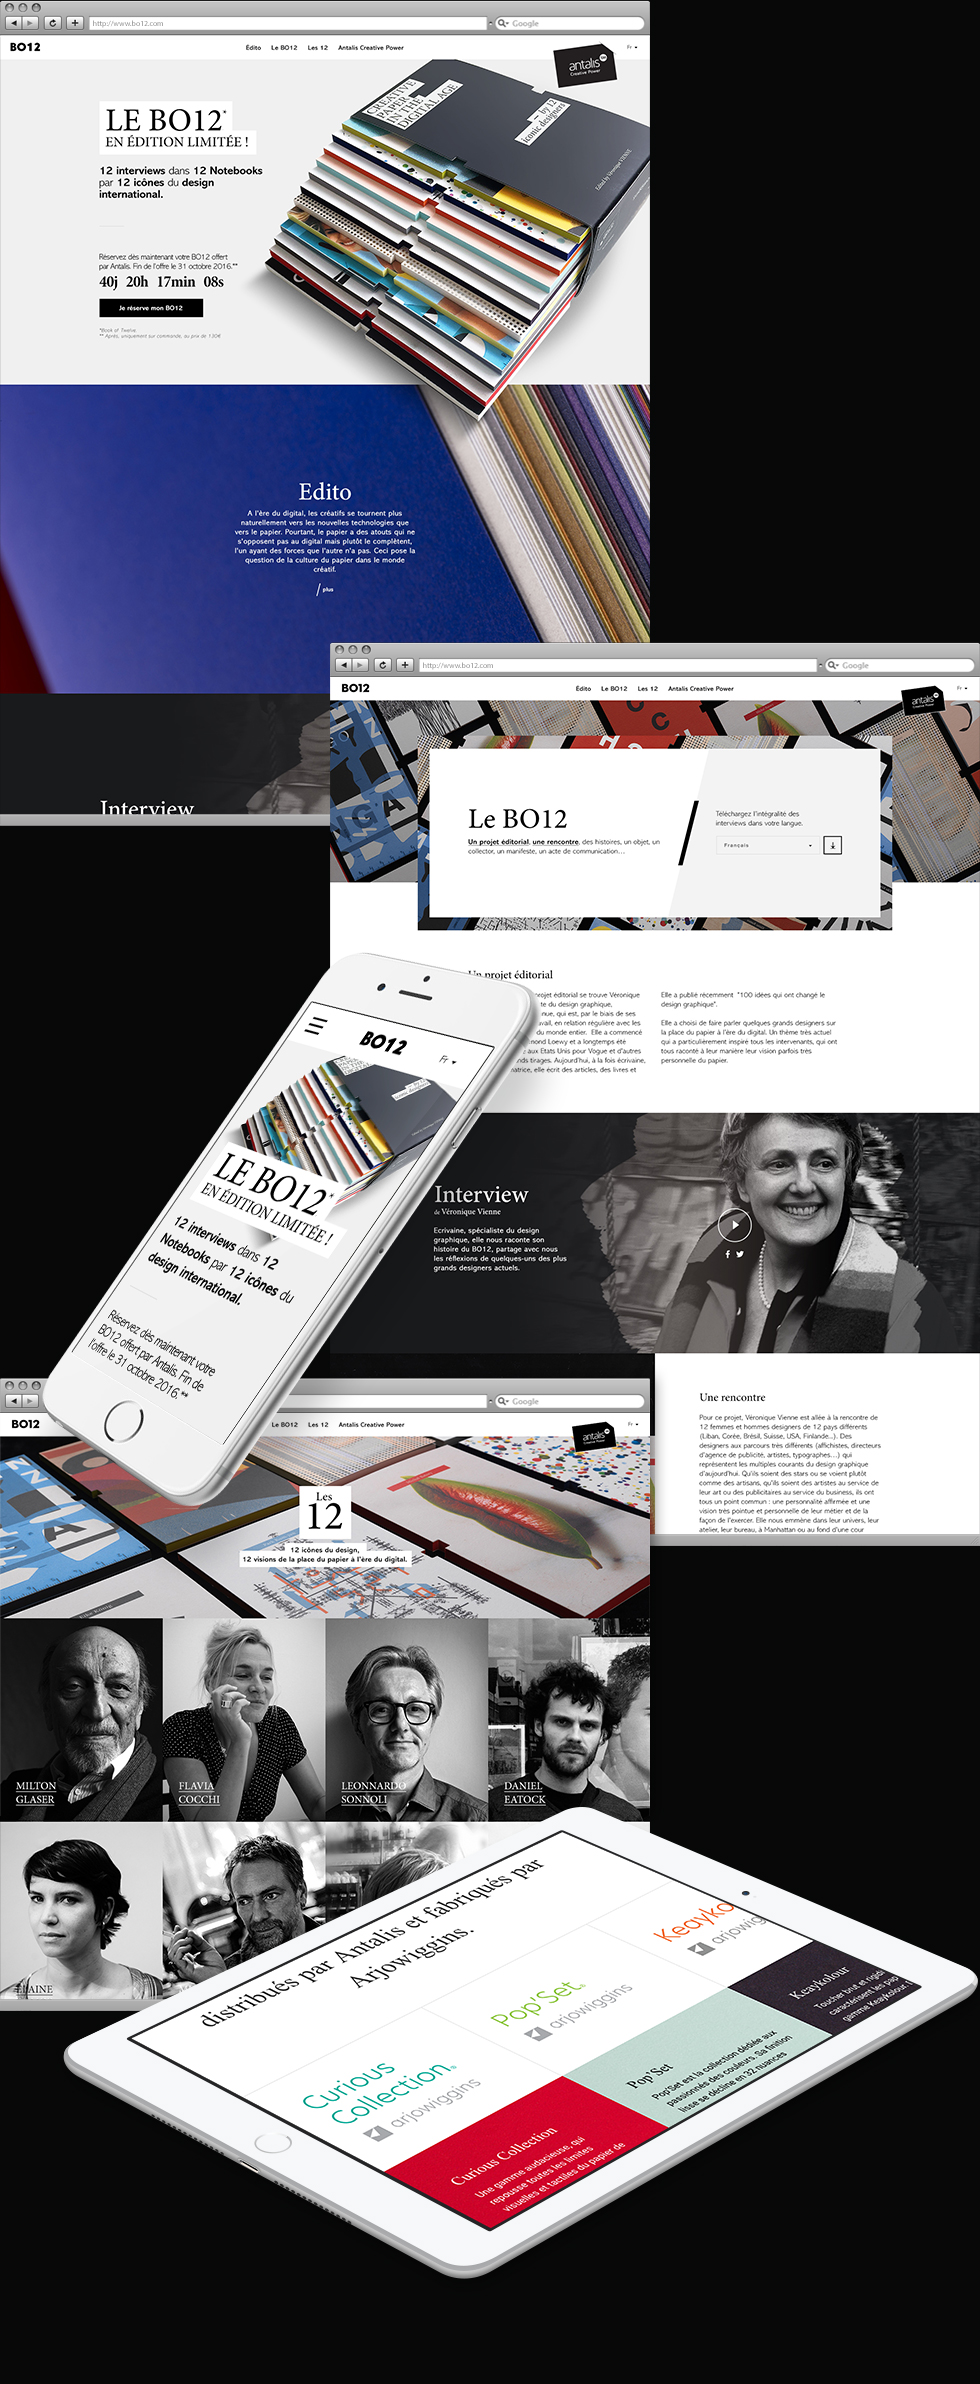 http://www.bo12.com
Google
BO12
Édito Le BO12 Les 12 Antalis Creative Power
Fr
antalis
Creative Power
CREATIVE
PAPER
IN THE
DIGITAL AGE
by 12
iconic designers
Edited by Véronique VIENNE
LE BO12*
EN ÉDITION LIMITÉE !
12 interviews dans 12 Notebooks
par 12 icônes du design
international.
Réservez dès maintenant votre BO12 offert
par Antalis. Fin de l'offre le 31 octobre 2016.**
40j 20h 17min 08s
Je réserve mon BO12
*Book of Twelve
** Après, uniquement sur commande, au prix de 130€
Edito
A l'ère du digital, les créatifs se tournent plus
naturellement vers les nouvelles technologies que
vers le papier. Pourtant, le papier a des atouts qui ne
s'opposent pas au digital mais plutôt le complètent,
l'un ayant des forces que l'autre n'a pas. Ceci pose la
question de la culture du papier dans le monde
créatif.
/ plus
Interview
http://www.bo12.com
Google
BO12
Édito Le BO12 Les 12 Antalis Creative Power
antalis
Creative Power
Fr
Le BO12
Un projet éditorial, une rencontre, des histoires, un objet, un
collector, un manifeste, un acte de communication...
Téléchargez l'intégralité des
interviews dans votre langue.
Français
Un projet éditorial
projet éditorial se trouve Véronique
te du design graphique,
nue, qui est, par le biais de ses
vail, en relation régulière avec les
du monde entier. Elle a commencé
nond Loewy et a longtemps été
aux Etats Unis pour Vogue et d'autres
nds tirages. Aujourd'hui, à la fois écrivaine,
natrice, elle écrit des articles, des livres et
Elle a publié récemment "100 idées qui ont changé le
design graphique".
Elle a choisi de faire parler quelques grands designers sur
la place du papier à l'ère du digital. Un thème très actuel
qui a particulièrement inspiré tous les intervenants, qui ont
tous raconté à leur manière leur vision parfois très
personnelle du papier.
BO12
Fr
LE BO12*
EN ÉDITION LIMITÉE !
12 interviews dans 12
Notebooks par 12 icônes du
design international.
Réservez dès maintenant votre
BO12 offert par Antalis. Fin de
l'offre le 31 octobre 2016.**
Interview
de Véronique Vienne
Ecrivaine, spécialiste du design
graphique, elle nous raconte son
histoire du BO12, partage avec nous
les réflexions de quelques-uns des plus
grands designers actuels.
Une rencontre
Pour ce projet, Véronique Vienne est allée à la rencontre de
12 femmes et hommes designers de 12 pays différents
(Liban, Corée, Brésil, Suisse, USA, Finlande...). Des
designers aux parcours très différents (affichistes, directeurs
d'agence de publicité, artistes, typographes...) qui
représentent les multiples courants du design graphique
d'aujourd'hui. Qu'ils soient des stars ou se voient plutôt
comme des artisans, qu'ils soient des artistes au service de
leur art ou des publicitaires au service du business, ils ont
tous un point commun : une personnalité affirmée et une
vision très pointue et personnelle de leur métier et de la
façon de l'exercer. Elle nous emmène dans leur univers, leur
atelier, leur bureau, à Manhattan ou au fond d'une cour
Google
BO12
Le BO12 Les 12 Antalis Creative Power
antalis
Creative Power
Fr
Les
12
12 icônes du design,
12 visions de la place du papier à l'ère du digital.
MILTON
GLASER
FLAVIA
COCCHI
LEONNARDO
SONNOLI
DANIEL
EATOCK
distribués par Antalis et fabriqués par
Arjowiggins.
Curious
Collection®
arjowiggins
Pop'Set®
arjowiggins
Keayko
arjowigg
Curious Collection
Une gamme audacieuse, qui
repousse toutes les limites
visuelles et tactiles du papier de
Pop'Set
Pop'Set est la collection dédiée aux
passionnés des couleurs. Sa finition
lisse se décline en 32 nuances
Keaykolour
Toucher brut et rigidi
caractérisent les pap
gamme Keaykolour.